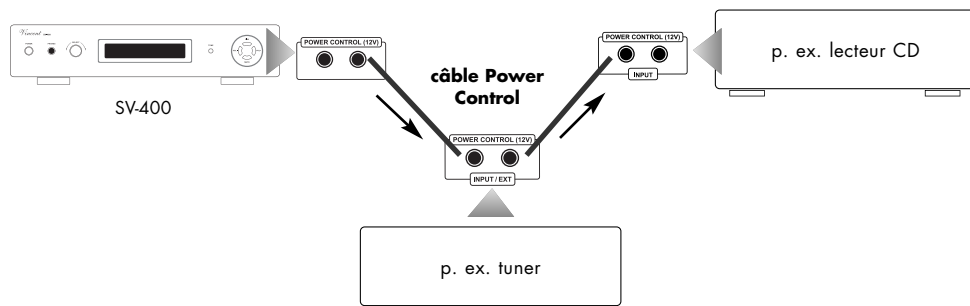 Vincent
POWER CONTROL (12V)
SV-400
câble Power
Control
POWER CONTROL (12V)
INPUT
p. ex. lecteur CD
POWER CONTROL (12V)
INPUT / EXT
p. ex. tuner